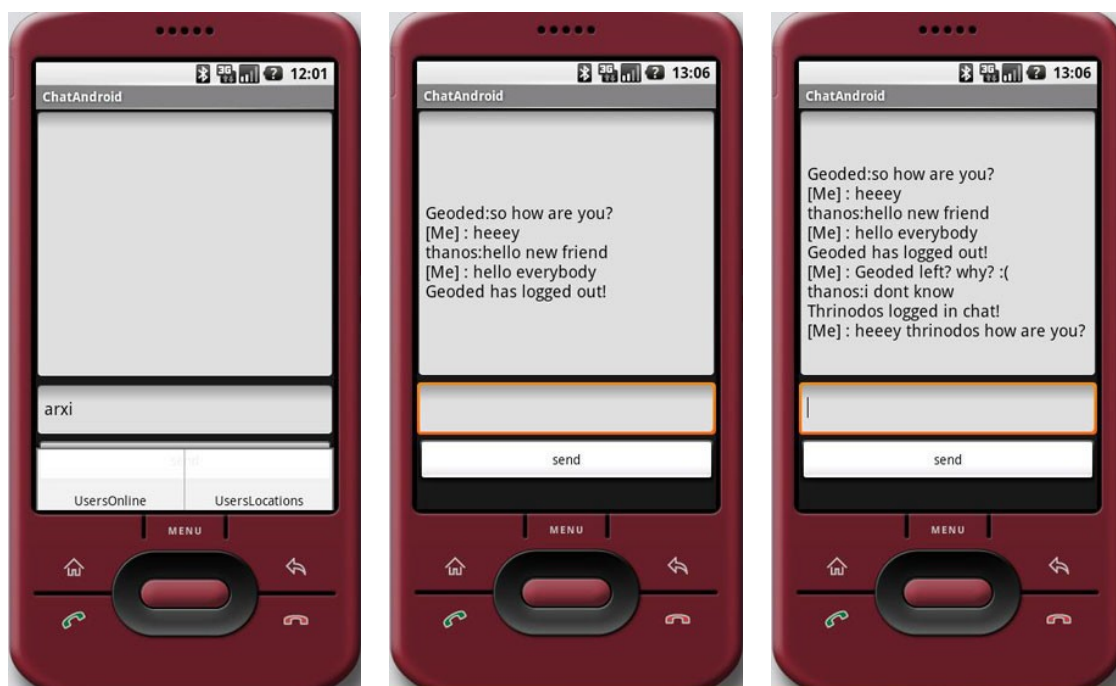 12:01
ChatAndroid
arxi
send
UsersOnline
UsersLocations
MENU
3G
13:06
ChatAndroid
Geoded:so how are you?
[Me] : heeey
thanos:hello new friend
[Me] : hello everybody
Geoded has logged out!
send
MENU
3G
13:06
ChatAndroid
Geoded:so how are you?
[Me] : heeey
thanos:hello new friend
[Me] : hello everybody
Geoded has logged out!
[Me] : Geoded left? why? :(
thanos:i dont know
Thrinodos logged in chat!
[Me] : heeey thrinodos how are you?
send
MENU